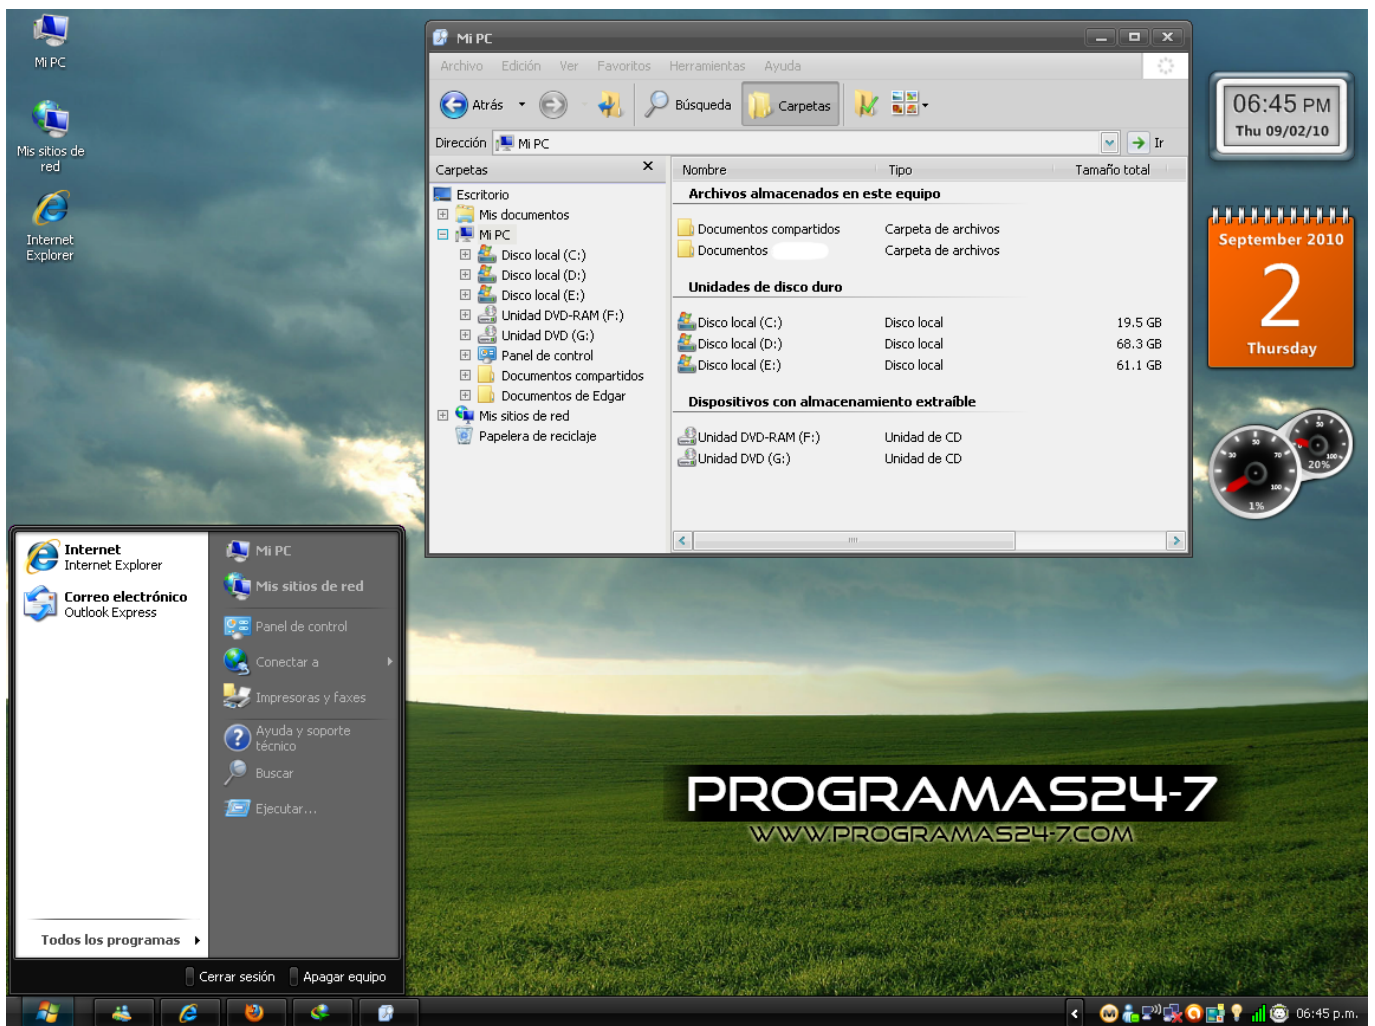 Mi PC
Mis sitios de
red
Internet
Explorer
Mi PC
Archivo Edición Ver Favoritos Herramientas Ayuda
Atrás Búsqueda Carpetas
Dirección Mi PC Ir
Carpetas
Escritorio
Mis documentos
Mi PC
Disco local (C:)
Disco local (D:)
Disco local (E:)
Unidad DVD-RAM (F:)
Unidad DVD (G:)
Panel de control
Documentos compartidos
Documentos de Edgar
Mis sitios de red
Papelera de reciclaje
Nombre Tipo Tamaño total
Archivos almacenados en este equipo
Documentos compartidos Carpeta de archivos
Documentos Carpeta de archivos
Unidades de disco duro
Disco local (C:) Disco local 19.5 GB
Disco local (D:) Disco local 68.3 GB
Disco local (E:) Disco local 61.1 GB
Dispositivos con almacenamiento extraíble
Unidad DVD-RAM (F:) Unidad de CD
Unidad DVD (G:) Unidad de CD
06:45 PM
Thu 09/02/10
September 2010
2
Thursday
50
100
20%
30 50 70
100
1%
Internet
Internet Explorer
Correo electrónico
Outlook Express
Todos los programas
Mi PC
Mis sitios de red
Panel de control
Conectar a
Impresoras y faxes
Ayuda y soporte
técnico
Buscar
Ejecutar...
Cerrar sesión Apagar equipo
PROGRAMAS24-7
WWW.PROGRAMAS24-7.COM
06:45 p.m.